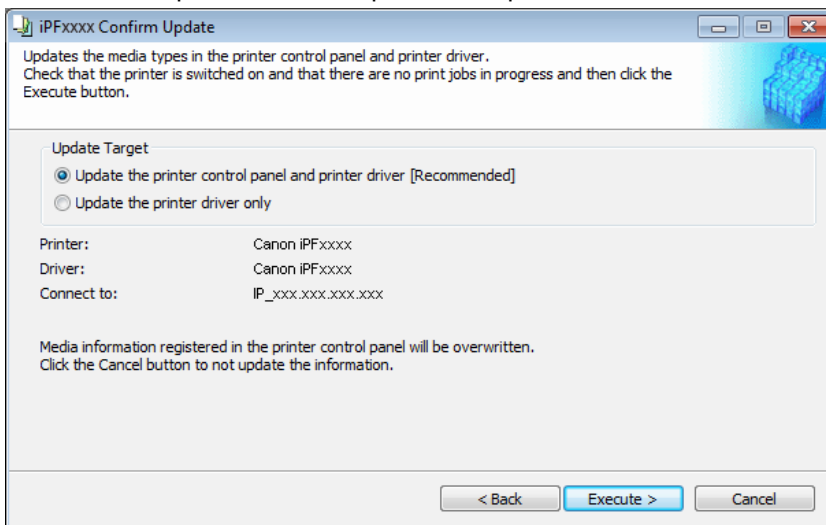 iPFxxxx Confirm Update
Updates the media types in the printer control panel and printer driver.
Check that the printer is switched on and that there are no print jobs in progress and then click the
Execute button.
Update Target
Update the printer control panel and printer driver [Recommended]
Update the printer driver only
Printer: Canon iPFxxxx
Driver: Canon iPFxxxx
Connect to: IP_xxx.xxx.xxx.xxx
Media information registered in the printer control panel will be overwritten.
Click the Cancel button to not update the information.
< Back Execute > Cancel